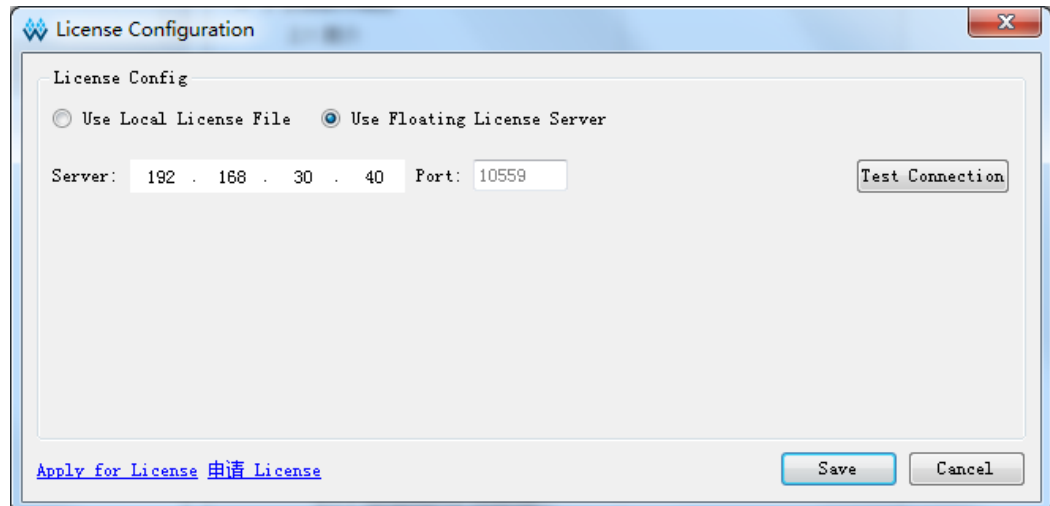 License Configuration
License Config
Use Local License File Use Floating License Server
Server: 192 . 168 . 30 . 40 Port: 10559 Test Connection
Apply for License 申请 License Save Cancel